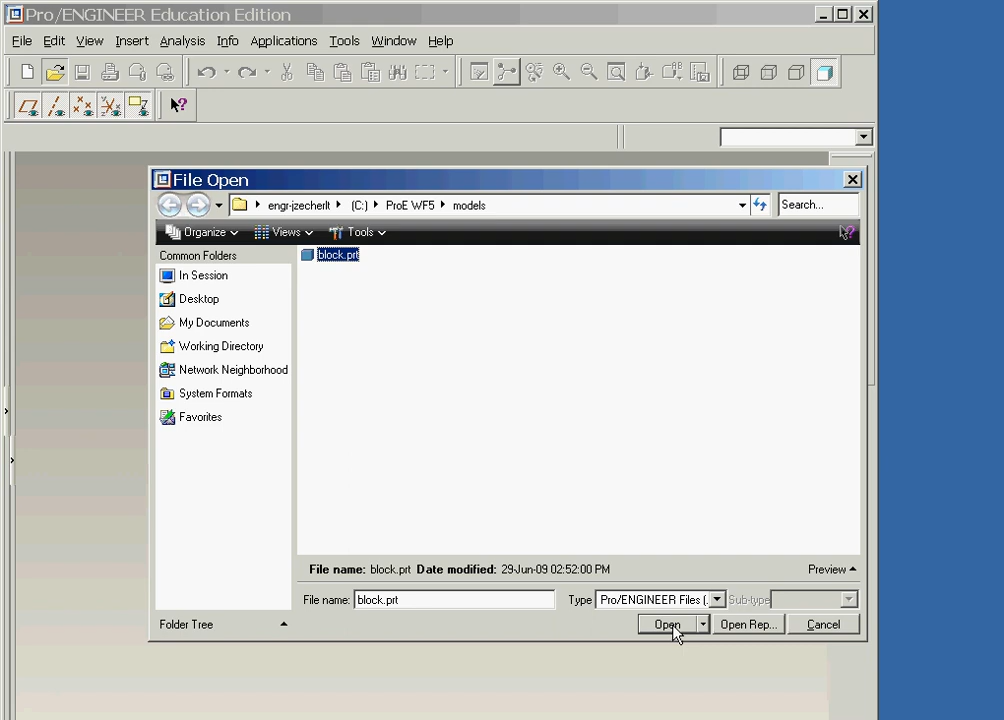 Pro/ENGINEER Education Edition
File Edit View Insert Analysis Info Applications Tools Window Help
File Open
engr-jzecherlt (C:) ProE WF5 models Search...
Organize Views Tools
Common Folders
block.prt
In Session
Desktop
My Documents
Working Directory
Network Neighborhood
System Formats
Favorites
File name: block.prt Date modified: 29-Jun-09 02:52:00 PM Preview
File name: block.prt Type Pro/ENGINEER Files (. Sub-type
Folder Tree Open Open Rep... Cancel